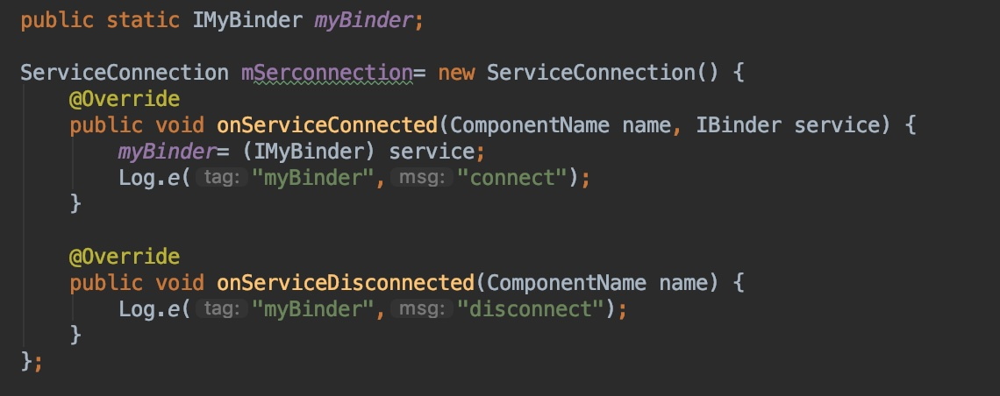 public static IMyBinder myBinder;
ServiceConnection mSerconnection= new ServiceConnection() {
@Override
public void onServiceConnected(ComponentName name, IBinder service) {
myBinder= (IMyBinder) service;
Log.e( tag: "myBinder", msg: "connect");
}
@Override
public void onServiceDisconnected(ComponentName name) {
Log.e( tag: "myBinder", msg: "disconnect");
}
};